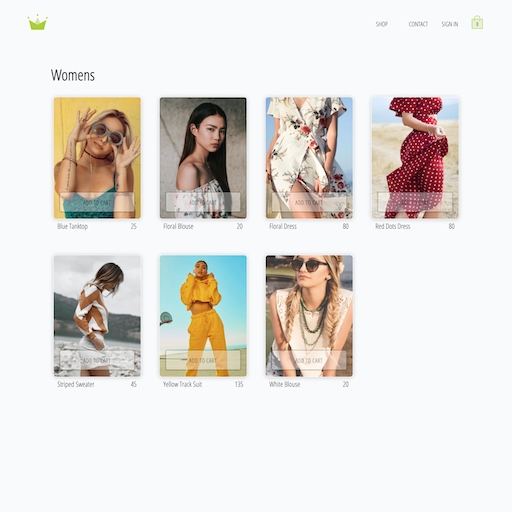 SHOP CONTACT SIGN IN
Womens
ADD TO CART ADD TO CART ADD TO CART ADD TO CART
Blue Tanktop 25 Floral Blouse 20 Floral Dress 80 Red Dots Dress 80
ADD TO CART ADD TO CART ADD TO CART
Striped Sweater 45 Yellow Track Suit 135 White Blouse 20